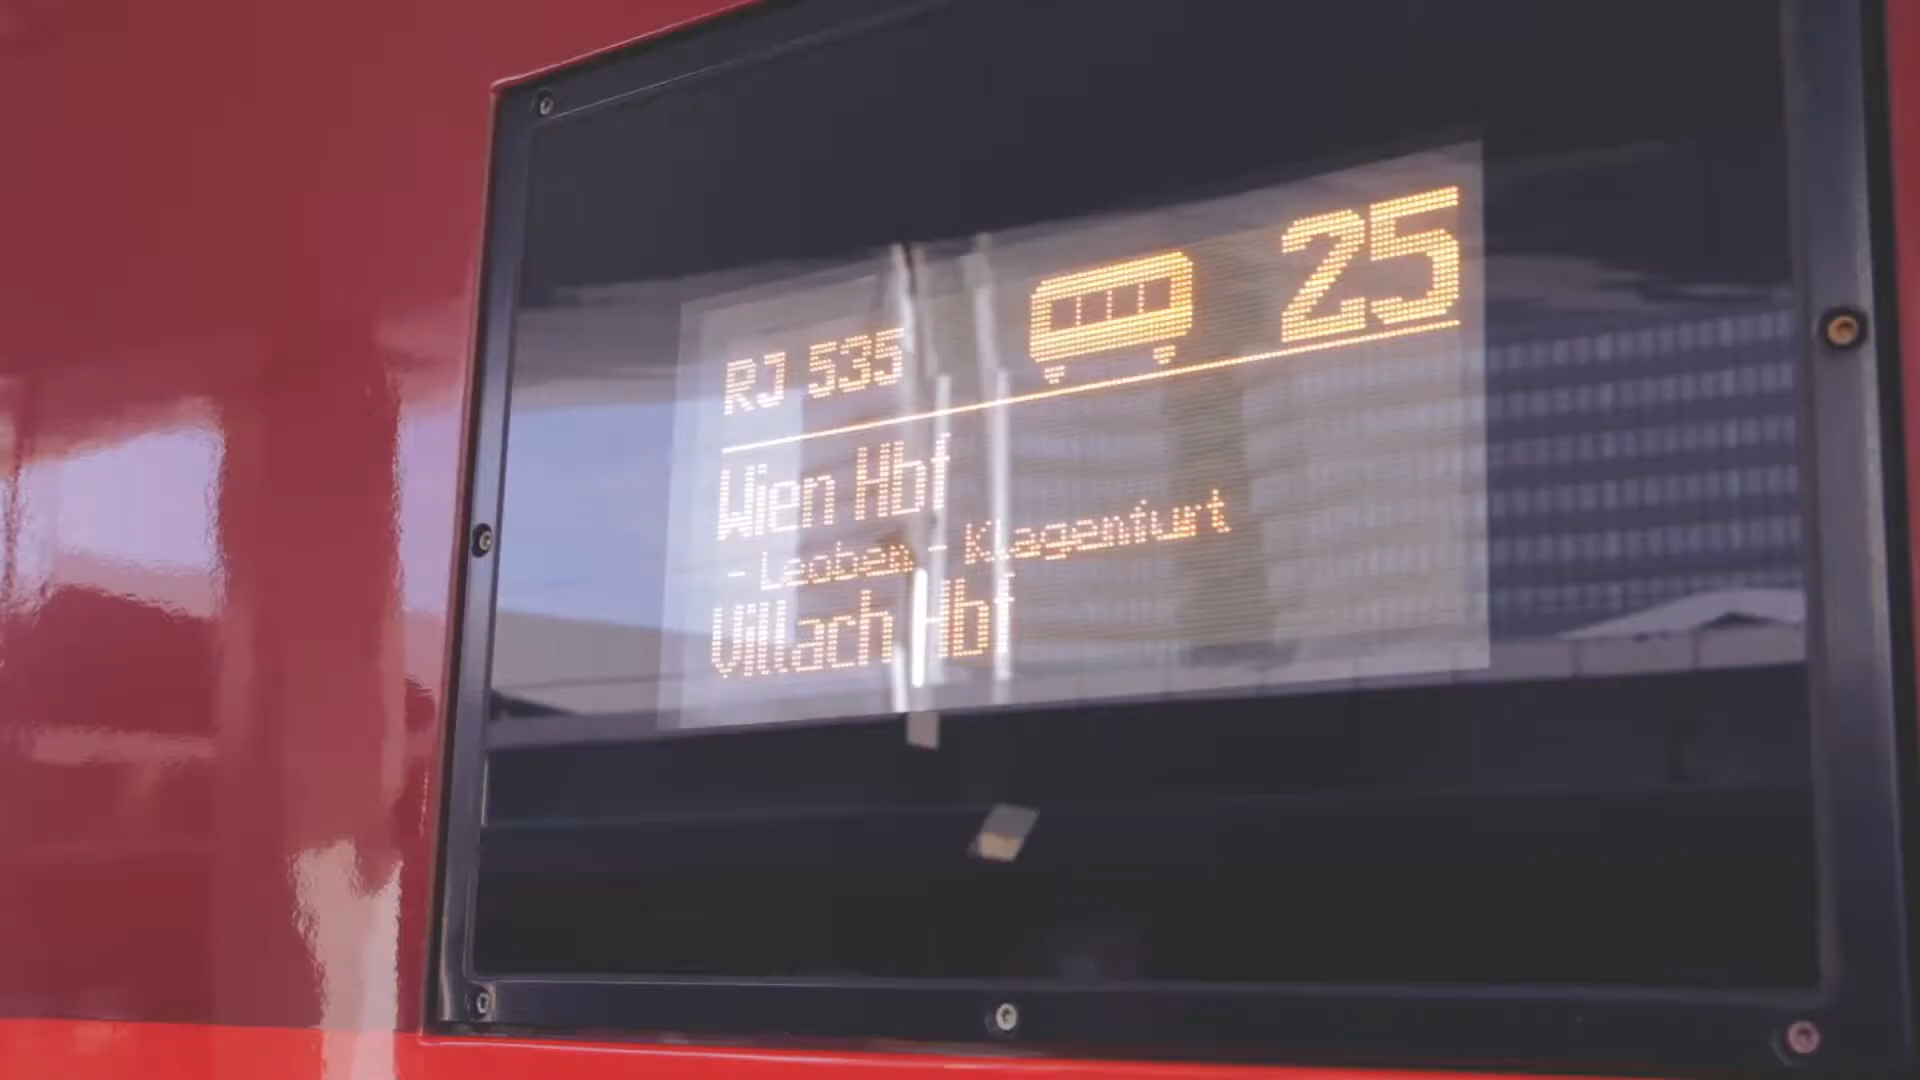 RJ 535 25
Wien Hbf
- Leoben - Klagenfurt
Villach Hbf